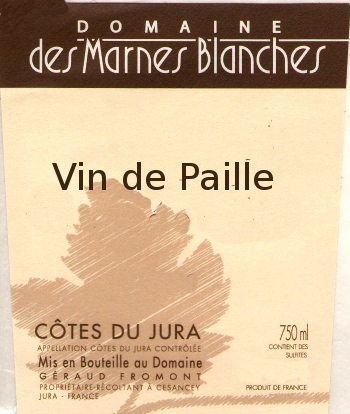 DOMAINE
des Marnes Blanches
Vin de Paille
CÔTES DU JURA
APPELLATION CÔTES DU JURA CONTRÔLÉE
Mis en Bouteille au Domaine
GÉRAUD FROMONT
PROPRIÉTAIRE-RÉCOLTANT À CESANCEY
JURA - FRANCE
750 ml
CONTIENT DES
SULFITES
PRODUIT DE FRANCE